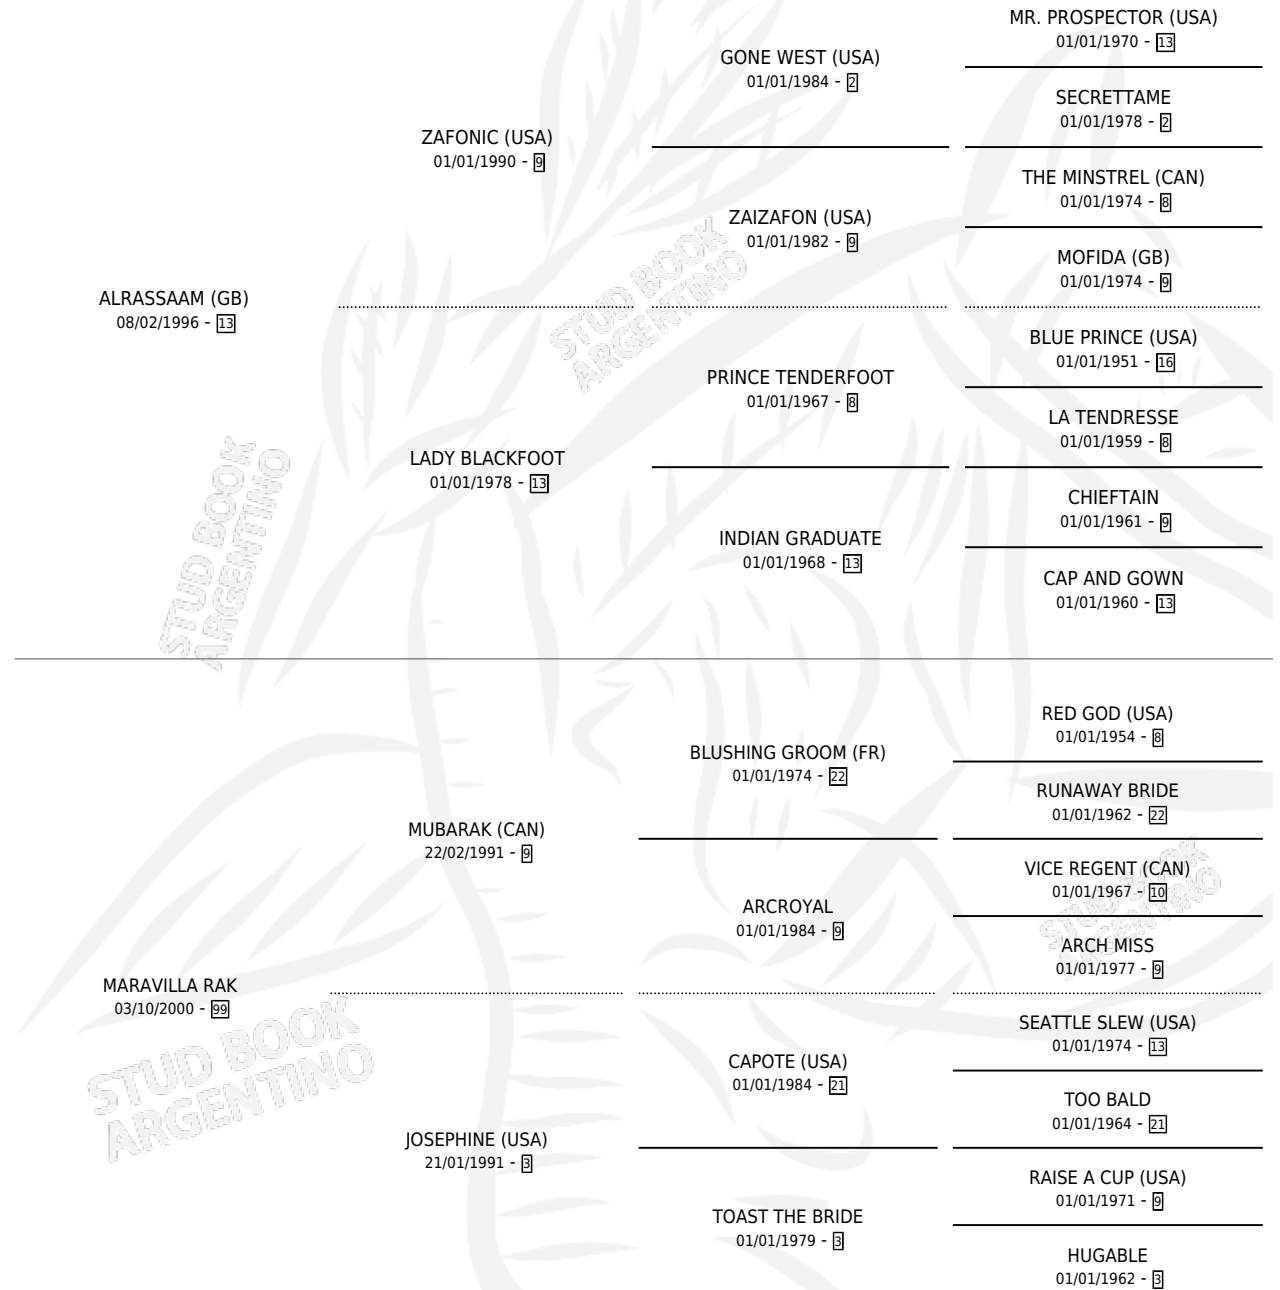 MR. PROSPECTOR (USA)
01/01/1970 - 13
GONE WEST (USA)
01/01/1984 - 2
SECRETTAME
01/01/1978 - 2
ZAFONIC (USA)
01/01/1990 - 9
THE MINSTREL (CAN)
01/01/1974 - 8
ZAIZAFON (USA)
01/01/1982 - 9
MOFIDA (GB)
01/01/1974 - 9
ALRASSAAM (GB)
08/02/1996 - 13
STUD BOOK
ARGENTINO
BLUE PRINCE (USA)
01/01/1951 - 16
PRINCE TENDERFOOT
01/01/1967 - 8
LA TENDRESSE
01/01/1959 - 8
LADY BLACKFOOT
01/01/1978 - 13
CHIEFTAIN
01/01/1961 - 9
INDIAN GRADUATE
01/01/1968 - 13
CAP AND GOWN
01/01/1960 - 13
STUD BOOK
ARGENTINO
RED GOD (USA)
01/01/1954 - 8
BLUSHING GROOM (FR)
01/01/1974 - 22
RUNAWAY BRIDE
01/01/1962 - 22
MUBARAK (CAN)
22/02/1991 - 9
VICE REGENT (CAN)
01/01/1967 - 10
ARCROYAL
01/01/1984 - 9
ARCH MISS
01/01/1977 - 9
STUD BOOK
ARGENTINO
MARAVILLA RAK
03/10/2000 - 99
SEATTLE SLEW (USA)
01/01/1974 - 13
CAPOTE (USA)
01/01/1984 - 21
TOO BALD
01/01/1964 - 21
JOSEPHINE (USA)
21/01/1991 - 3
RAISE A CUP (USA)
01/01/1971 - 9
TOAST THE BRIDE
01/01/1979 - 3
HUGABLE
01/01/1962 - 3
STUD BOOK
ARGENTINO